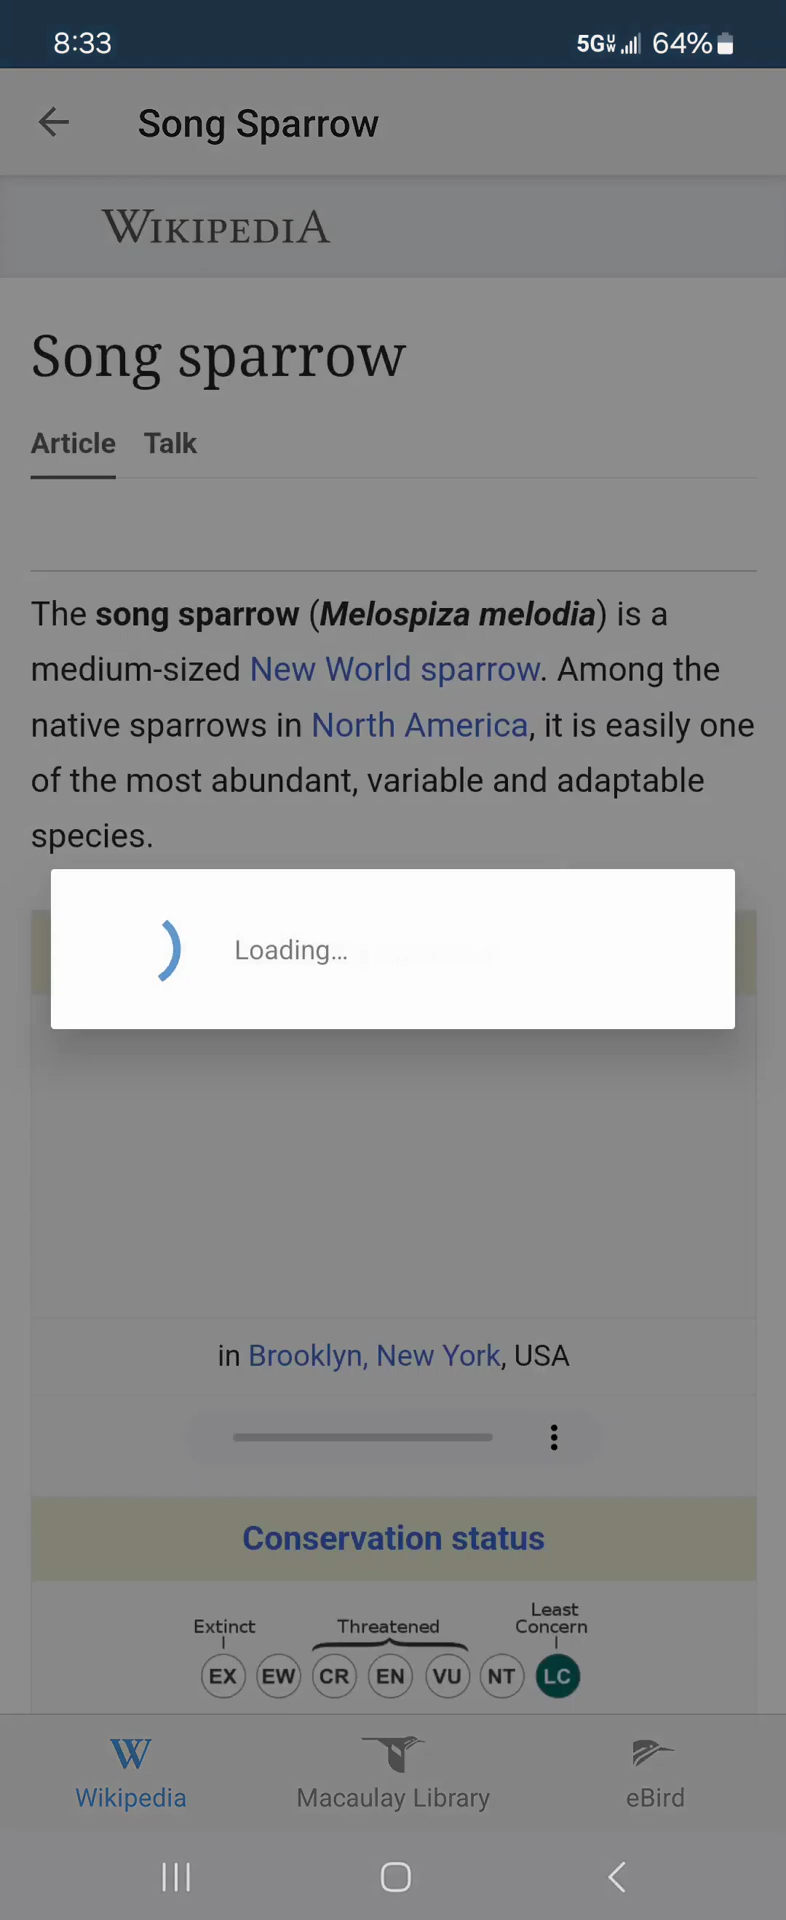 8:33
5G UW 64%
Song Sparrow
WIKIPEDIA
Song sparrow
Article Talk
The song sparrow (Melospiza melodia) is a
medium-sized New World sparrow. Among the
native sparrows in North America, it is easily one
of the most abundant, variable and adaptable
species.
Loading...
in Brooklyn, New York, USA
Conservation status
Extinct Threatened Least
Concern
EX EW CR EN VU NT LC
W
Wikipedia Macaulay Library eBird